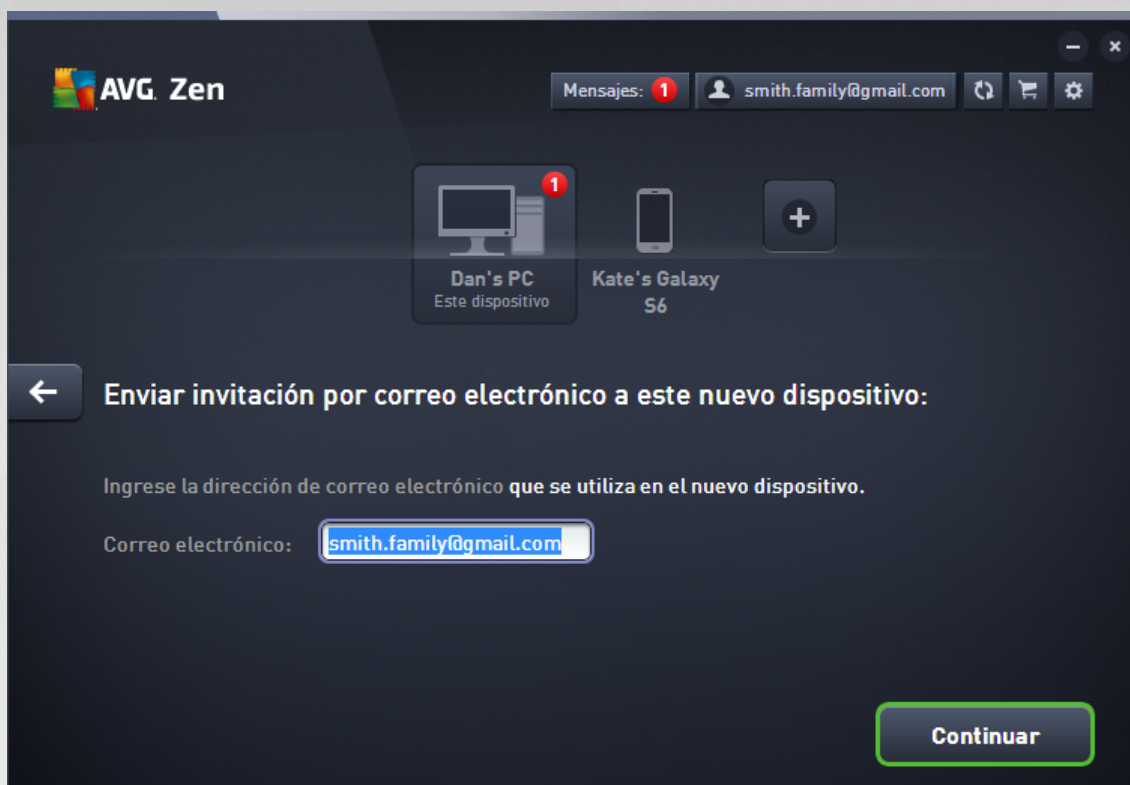 AVG. Zen
Mensajes: 1
smith.family@gmail.com
1
Dan's PC
Este dispositivo
Kate's Galaxy
S6
Enviar invitación por correo electrónico a este nuevo dispositivo:
Ingrese la dirección de correo electrónico que se utiliza en el nuevo dispositivo.
Correo electrónico: smith.family@gmail.com
Continuar